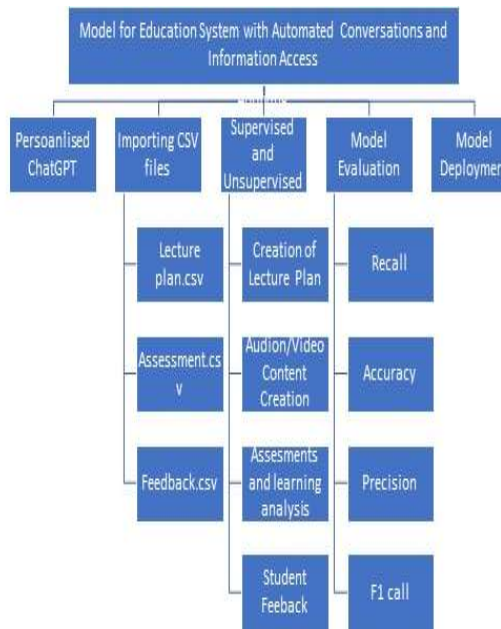 Model for Education System with Automated Conversations and
Information Access
Persoanlised
ChatGPT
Importing CSV
files
Supervised
and
Unsupervised
Model
Evaluation
Model
Deploymen
Lecture
plan.csv
Assessment.cs
v
Feedback.csv
Creation of
Lecture Plan
Audion/Video
Content
Creation
Assesments
and learning
analysis
Student
Feeback
Recall
Accuracy
Precision
F1 call